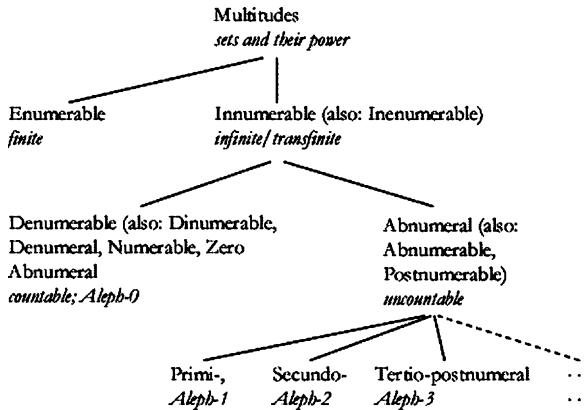 Multitudes
sets and their power
Enumerable
finite
Innumerable (also: Inenumerable)
infinite/ transfinite
Denumerable (also: Dinumerable,
Denumeral, Numerable, Zero
Abnumeral
countable; Aleph-0
Abnumeral (also:
Abnumerable,
Postnumerable)
uncountable
Primi-,
Aleph-1
Secundo-
Aleph-2
Tertio-postnumeral
Aleph-3